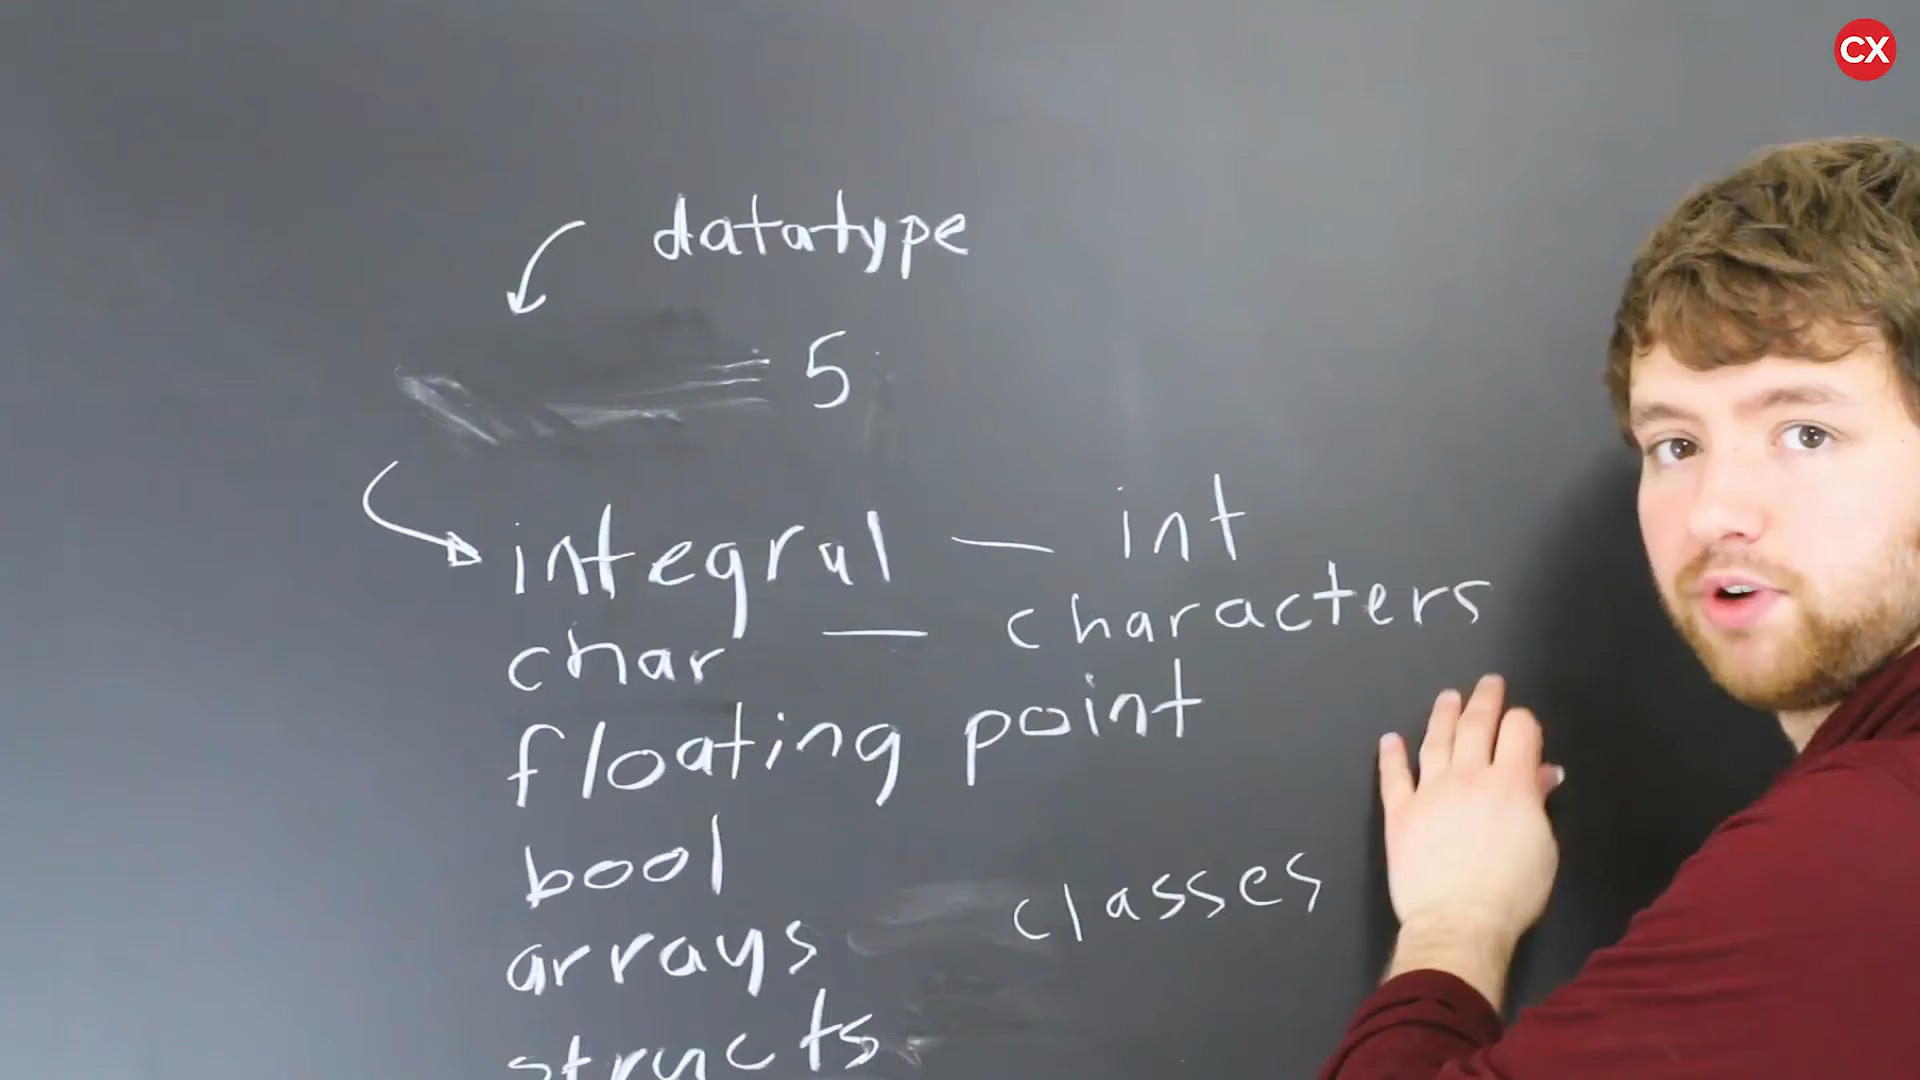 CX
datatype
5
integral — int
char — characters
floating point
bool
classes
arrays
structs